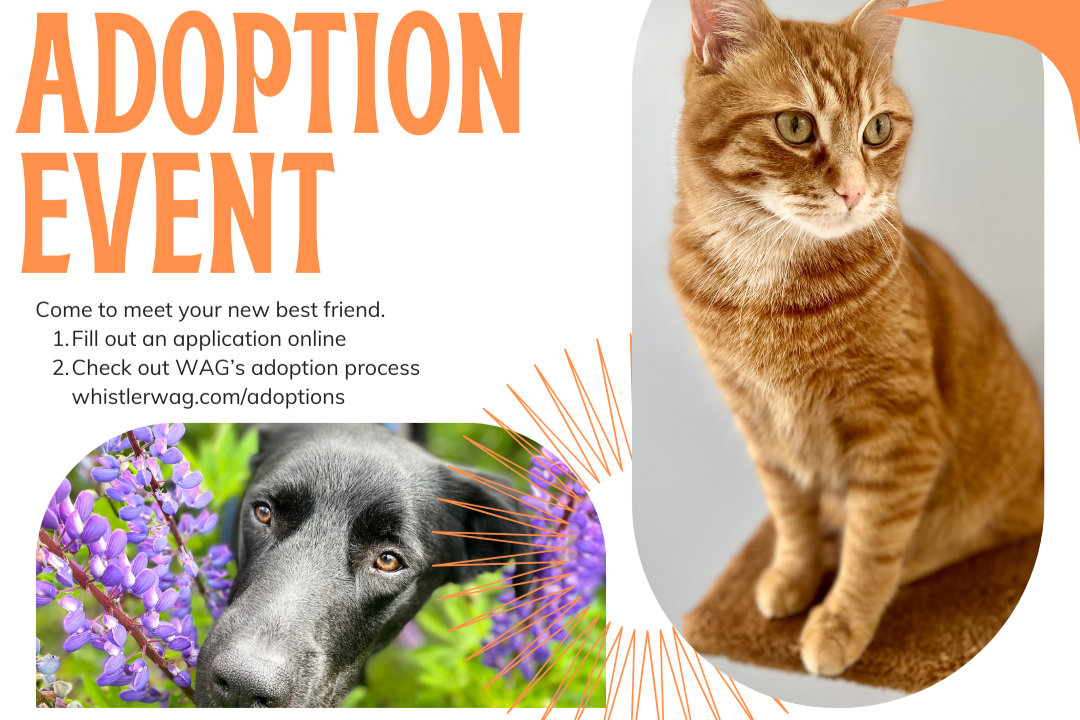 ADOPTION
EVENT
Come to meet your new best friend.
1. Fill out an application online
2. Check out WAG’s adoption process
whistlerwag.com/adoptions